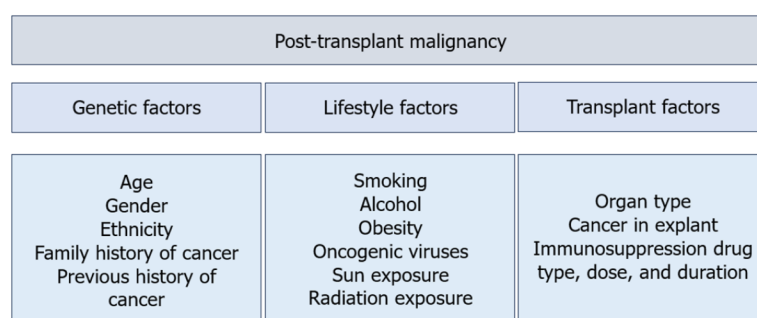 Post-transplant malignancy
Genetic factors
Lifestyle factors
Transplant factors
Age
Gender
Ethnicity
Family history of cancer
Previous history of
cancer
Smoking
Alcohol
Obesity
Oncogenic viruses
Sun exposure
Radiation exposure
Organ type
Cancer in explant
Immunosuppression drug
type, dose, and duration